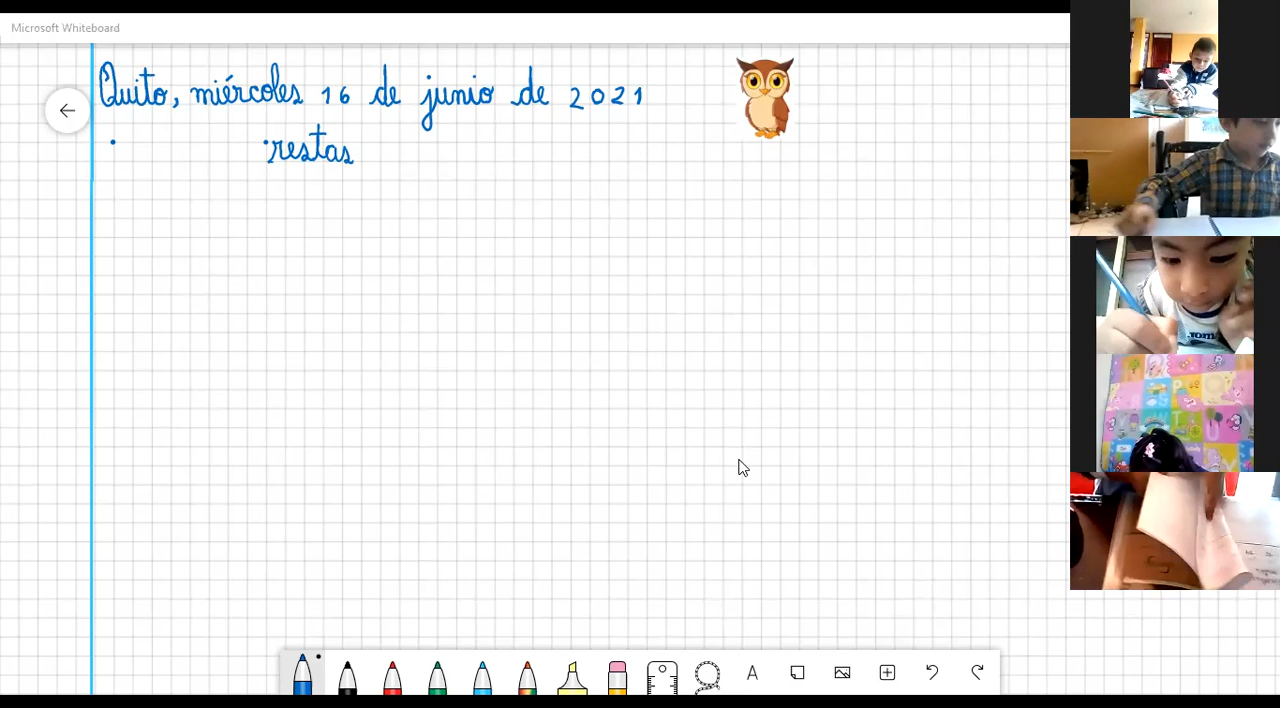 Microsoft Whiteboard
Quito, miércoles 16 de junio de 2021
restas